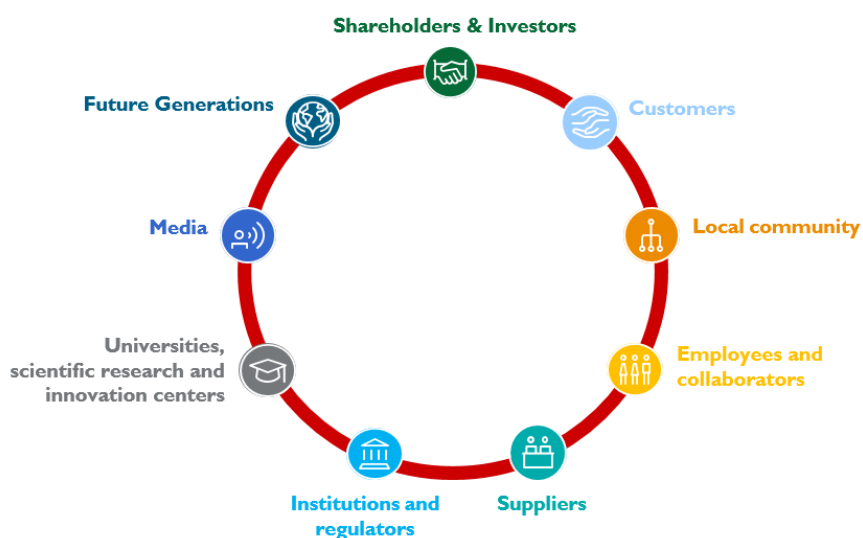 Shareholders & Investors
Future Generations
Customers
Media
Local community
Universities,
scientific research and
innovation centers
Employees and
collaborators
Institutions and
regulators
Suppliers